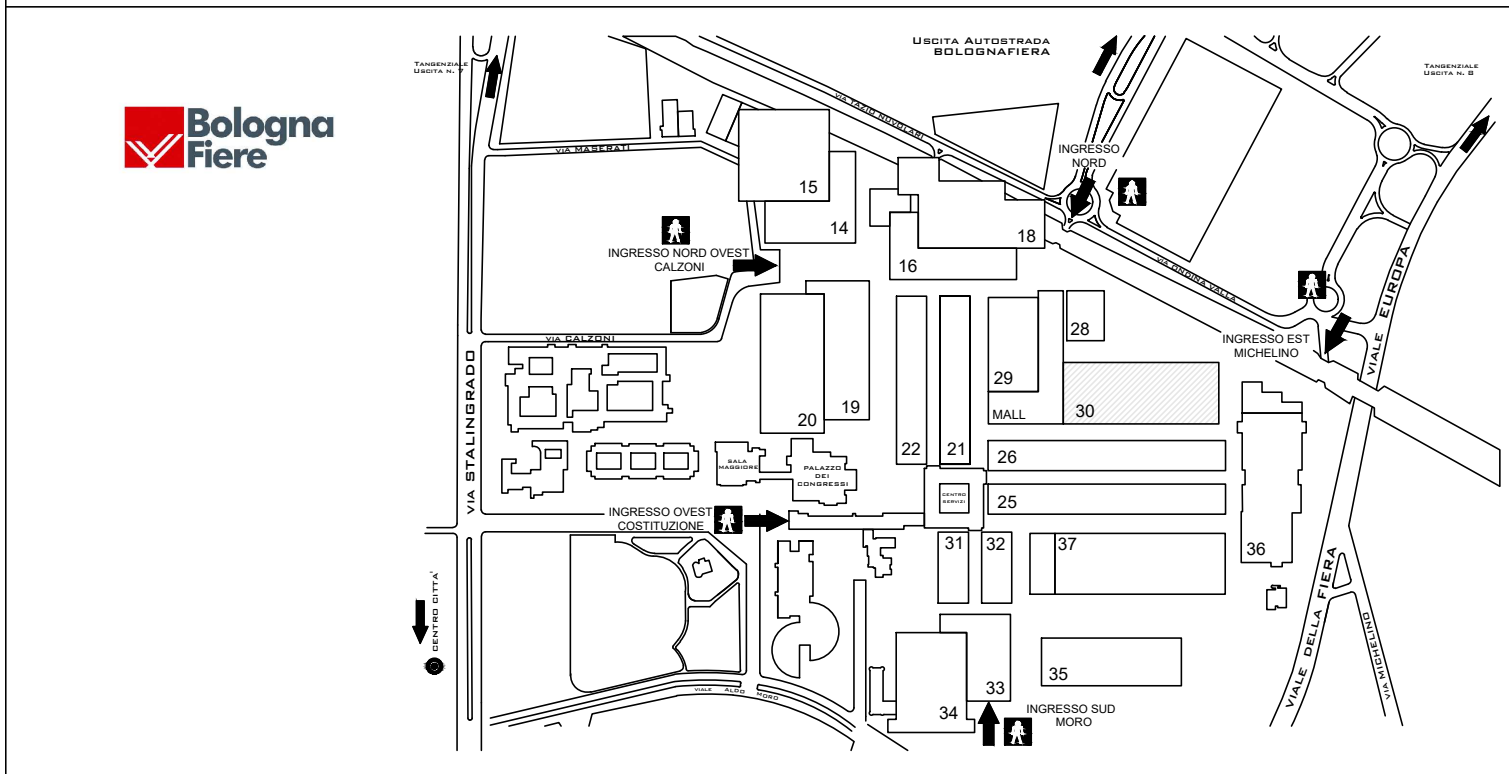 Bologna
Fiere
Tangenziale
Uscita n. 7
Uscita Autostrada
BOLOGNAFIERA
Tangenziale
Uscita n. 8
VIA TAZIO NUVOLARI
VIA MASERATI
INGRESSO
NORD
15
14
18
16
INGRESSO NORD OVEST
CALZONI
VIA ONDINA VALLA
VIALE EUROPA
VIA CALZONI
28
29
INGRESSO EST
MICHELINO
VIA STALINGRADO
20
19
22
21
MALL
30
26
SALA
MAGGIORE
PALAZZO
DEI
CONGRESSI
CENTRO
SERVIZI
25
INGRESSO OVEST
COSTITUZIONE
31
32
37
36
CENTRO CITTA'
VIALE DELLA FIERA
VIA MICHELINO
35
33
34
VIALE ALDO MORO
INGRESSO SUD
MORO